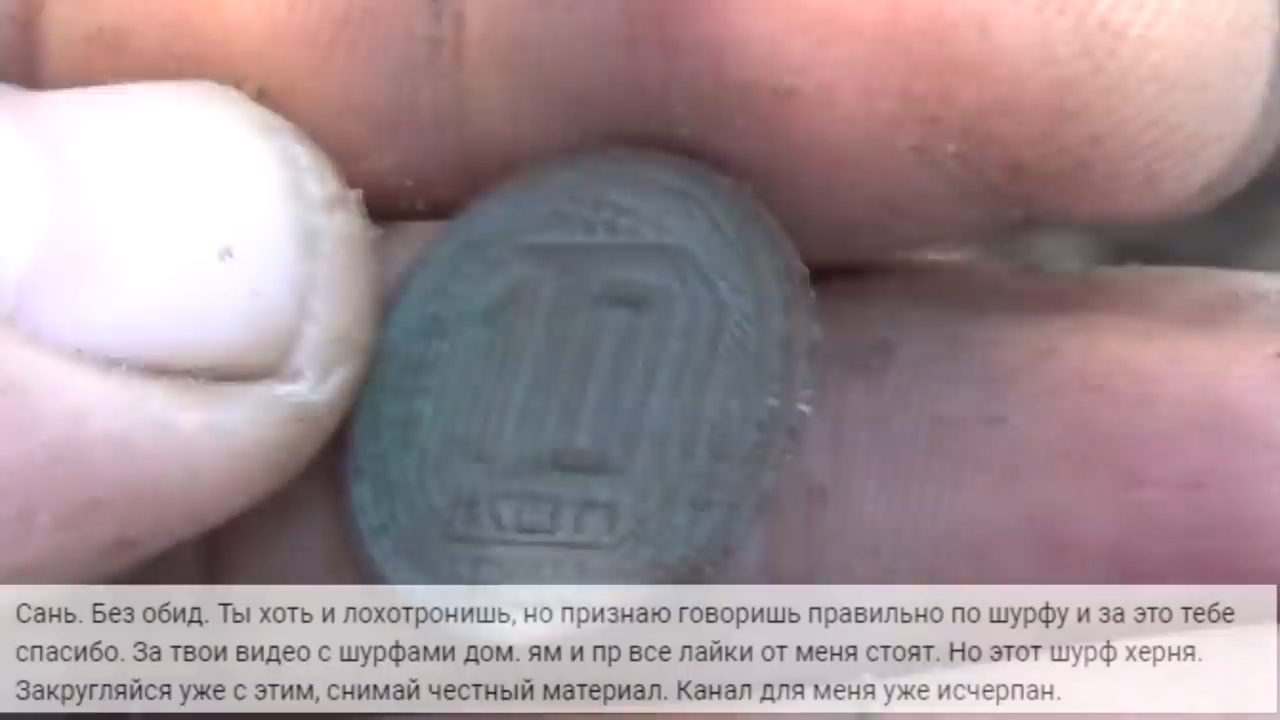 КОП
Сань. Без обид. Ты хоть и лохотронишь, но признаю говоришь правильно по шурфу и за это тебе
спасибо. За твои видео с шурфами дом. ям и пр все лайки от меня стоят. Но этот шурф херня.
Закругляйся уже с этим, снимай честный материал. Канал для меня уже исчерпан.